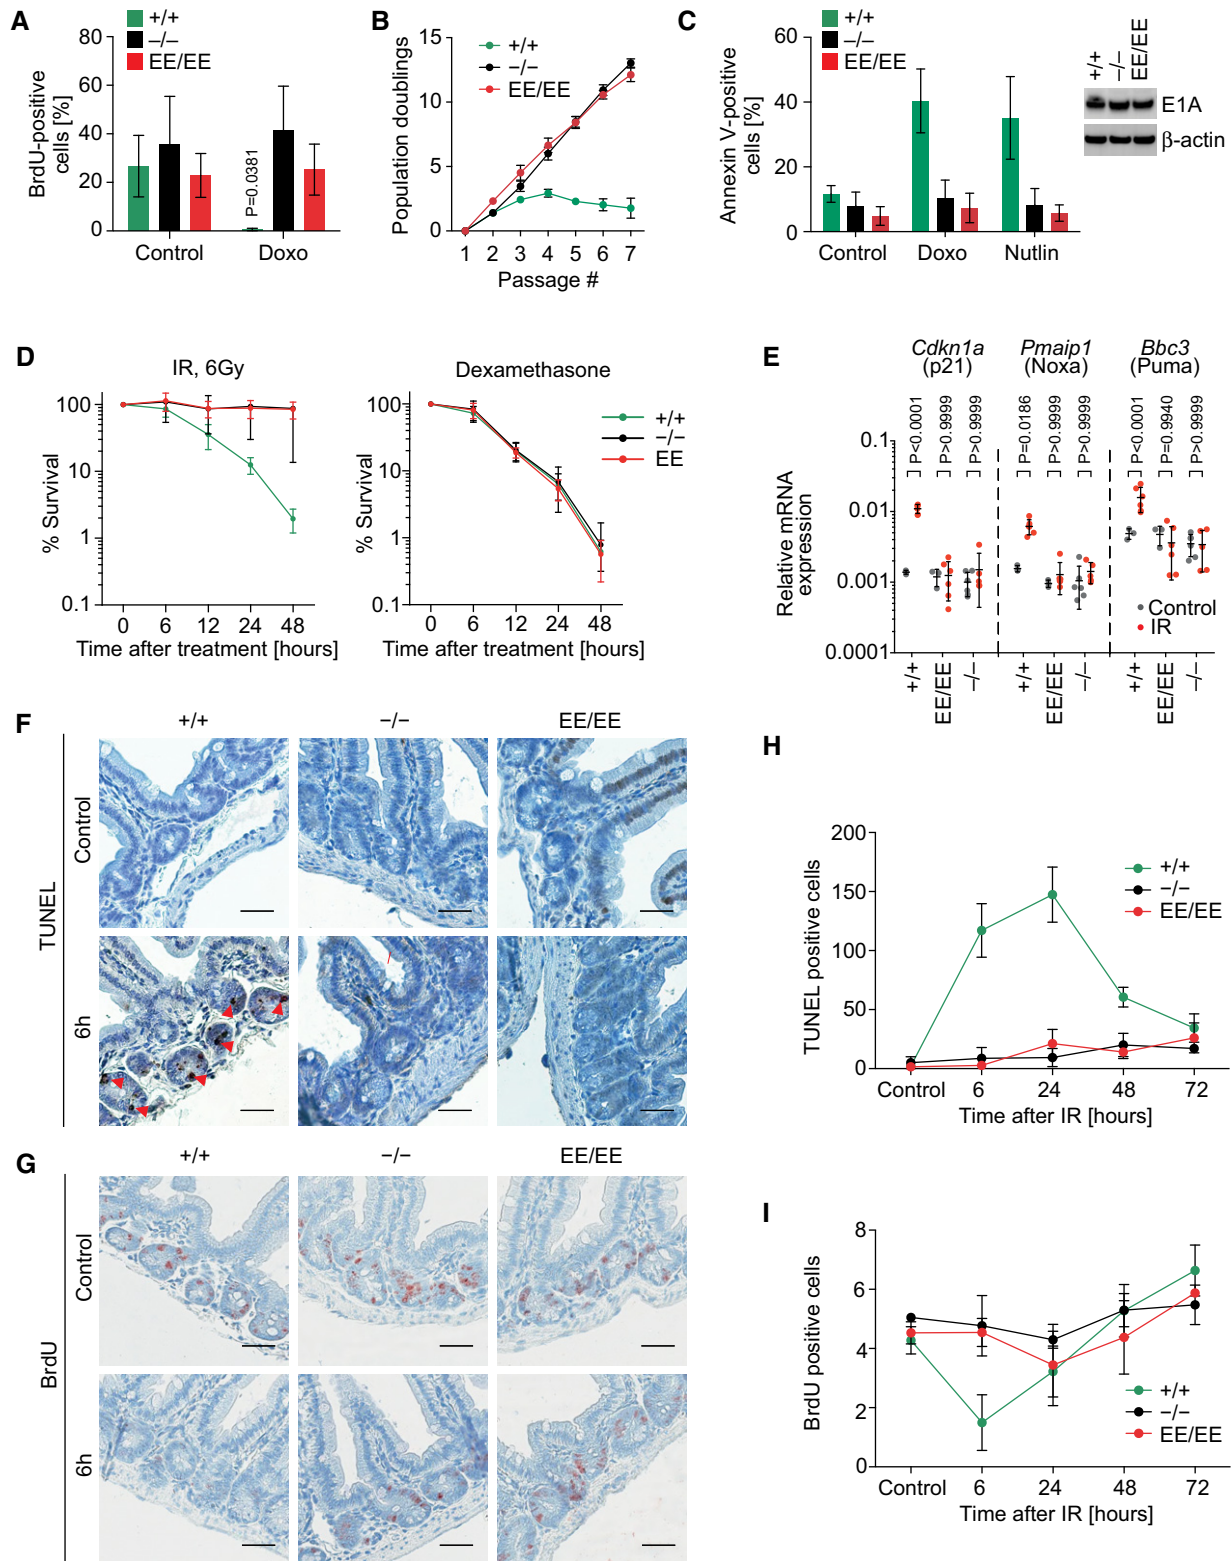 A
+/+
–/–
EE/EE
BrdU-positive
cells [%]
80
60
40
20
0
P=0.0381
Control
Doxo
B
Population doublings
15
10
5
0
+/+
–/–
EE/EE
1 2 3 4 5 6 7
Passage #
C
+/+
–/–
EE/EE
Annexin V-positive
cells [%]
60
40
20
0
Control
Doxo
Nutlin
+/+
–/–
EE/EE
E1A
β-actin
D
IR, 6Gy
% Survival
100
10
1
0.1
0 6 12 24 48
Time after treatment [hours]
Dexamethasone
% Survival
100
10
1
0.1
0 6 12 24 48
Time after treatment [hours]
+/+
–/–
EE
E
Cdkn1a
(p21)
Pmaip1
(Noxa)
Bbc3
(Puma)
P<0.0001
P>0.9999
P>0.9999
P=0.0186
P>0.9999
P>0.9999
P<0.0001
P=0.9940
P>0.9999
Relative mRNA
expression
0.1
0.01
0.001
0.0001
Control
IR
+/+
EE/EE
–/–
+/+
EE/EE
–/–
+/+
EE/EE
–/–
F
+/+
–/–
EE/EE
TUNEL
Control
6h
G
+/+
–/–
EE/EE
BrdU
Control
6h
H
TUNEL positive cells
200
150
100
50
0
+/+
–/–
EE/EE
Control 6 24 48 72
Time after IR [hours]
I
BrdU positive cells
8
6
4
2
0
+/+
–/–
EE/EE
Control 6 24 48 72
Time after IR [hours]